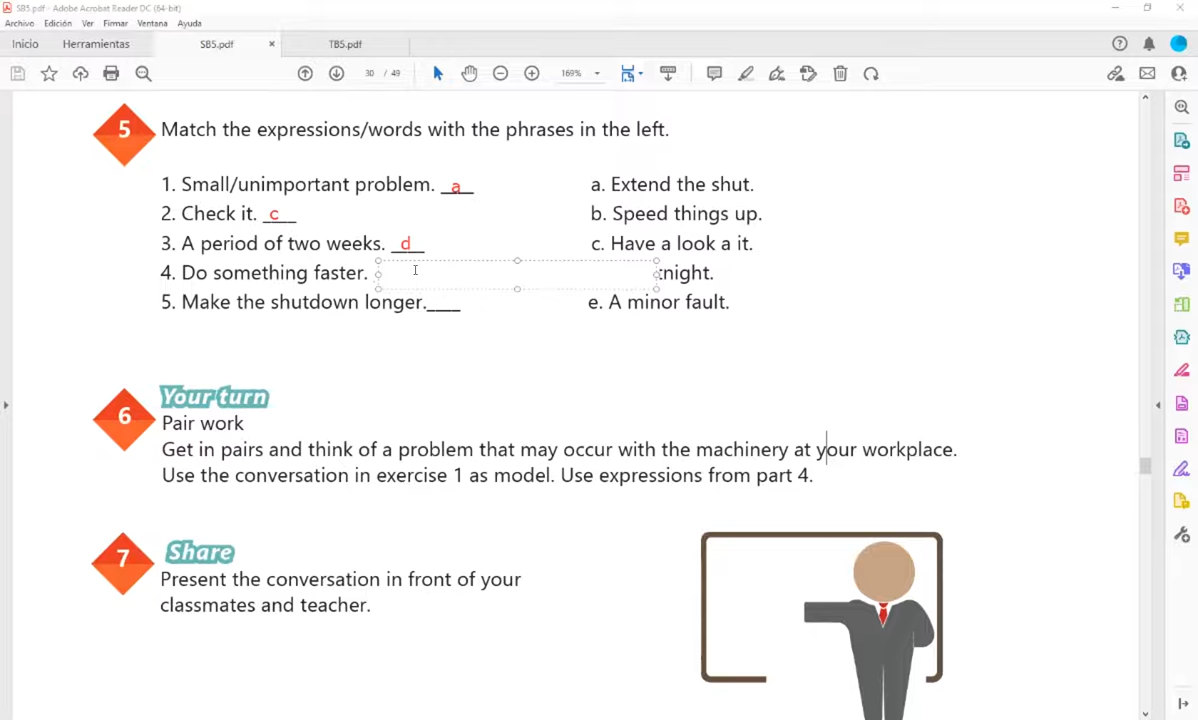 SB5.pdf - Adobe Acrobat Reader DC (64-bit)
Archivo Edición Ver Firmar Ventana Ayuda
Inicio Herramientas SB5.pdf × TB5.pdf
30 / 49 169%
5 Match the expressions/words with the phrases in the left.
1. Small/unimportant problem. a a. Extend the shut.
2. Check it. c b. Speed things up.
3. A period of two weeks. d c. Have a look a it.
4. Do something faster. tnight.
5. Make the shutdown longer.____ e. A minor fault.
6 Your turn
Pair work
Get in pairs and think of a problem that may occur with the machinery at your workplace.
Use the conversation in exercise 1 as model. Use expressions from part 4.
7 Share
Present the conversation in front of your
classmates and teacher.